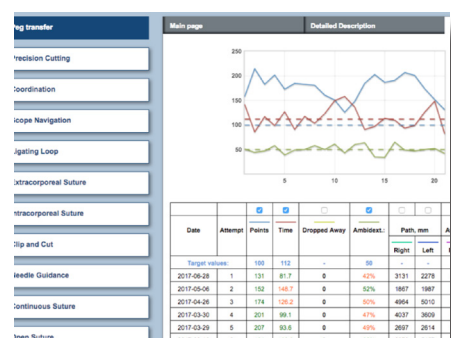 Peg transfer
Main page
Detailed Description
Precision Cutting
Coordination
Scope Navigation
Ligating Loop
Extracorporeal Suture
Intracorporeal Suture
Clip and Cut
Needle Guidance
Continuous Suture
Open Suture
250
200
150
100
50
5 10 15 20
Date Attempt Points Time Dropped Away Ambidext.: Path, mm
Right Left
Target values: 100 112 - 50 - -
2017-06-28 1 131 81.7 0 42% 3131 2278
2017-05-06 2 152 148.7 0 52% 1867 1987
2017-04-26 3 174 126.2 0 50% 4964 5010
2017-03-30 4 201 99.1 0 47% 4037 3609
2017-03-29 5 207 93.6 0 49% 2697 2614